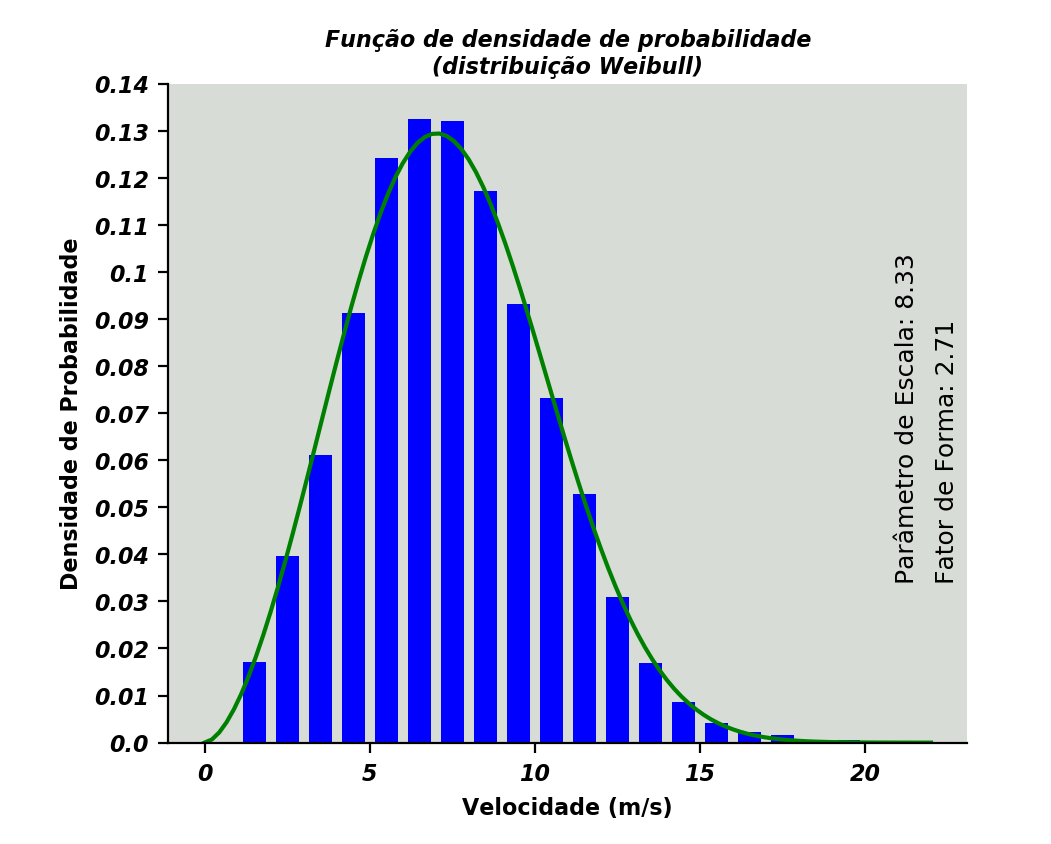 Função de densidade de probabilidade
(distribuição Weibull)
0.14
0.13
0.12
0.11
0.1
0.09
0.08
0.07
0.06
0.05
0.04
0.03
0.02
0.01
0.0
Densidade de Probabilidade
Parâmetro de Escala: 8.33
Fator de Forma: 2.71
0 5 10 15 20
Velocidade (m/s)